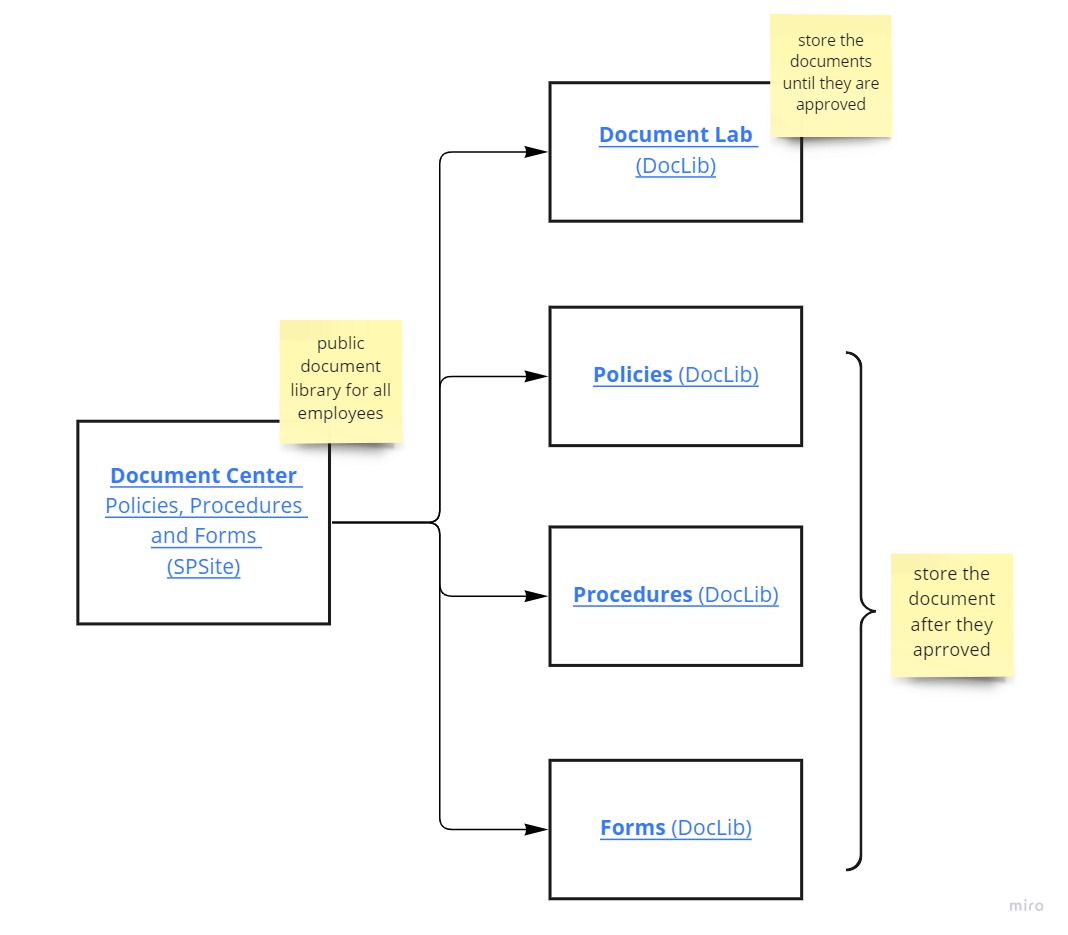 store the
documents
until they are
approved
Document Lab
(DocLib)
public
document
library for all
employees
Policies (DocLib)
Document Center
Policies, Procedures
and Forms
(SPSite)
Procedures (DocLib)
store the
document
after they
aprroved
Forms (DocLib)
miro